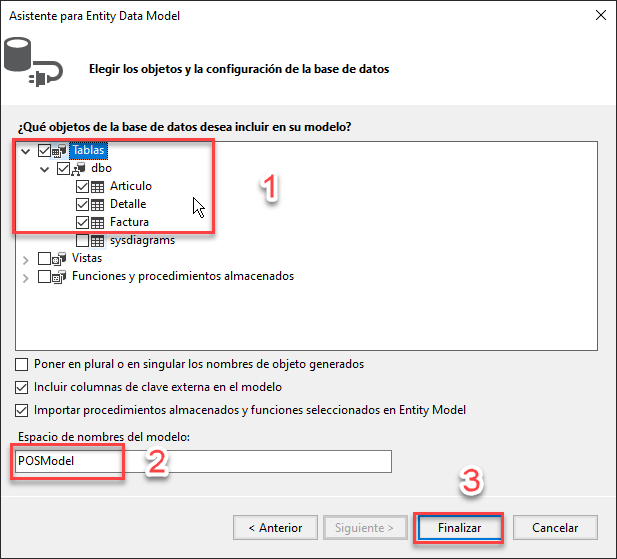 Asistente para Entity Data Model
Elegir los objetos y la configuración de la base de datos
¿Qué objetos de la base de datos desea incluir en su modelo?
Tablas
dbo
Articulo
Detalle
Factura
sysdiagrams
Vistas
Funciones y procedimientos almacenados
1
Poner en plural o en singular los nombres de objeto generados
Incluir columnas de clave externa en el modelo
Importar procedimientos almacenados y funciones seleccionados en Entity Model
Espacio de nombres del modelo:
POSModel
2
3
< Anterior
Siguiente >
Finalizar
Cancelar